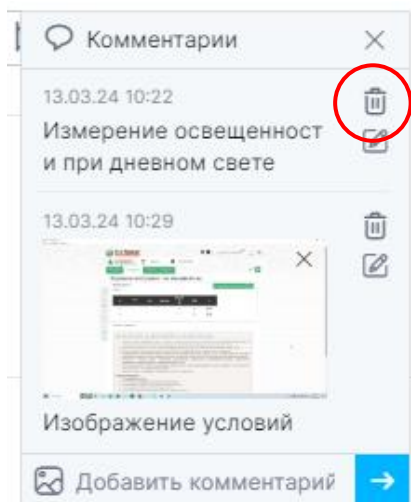 Комментарии
13.03.24 10:22
Измерение освещенност
и при дневном свете
13.03.24 10:29
Изображение условий
Добавить комментарий